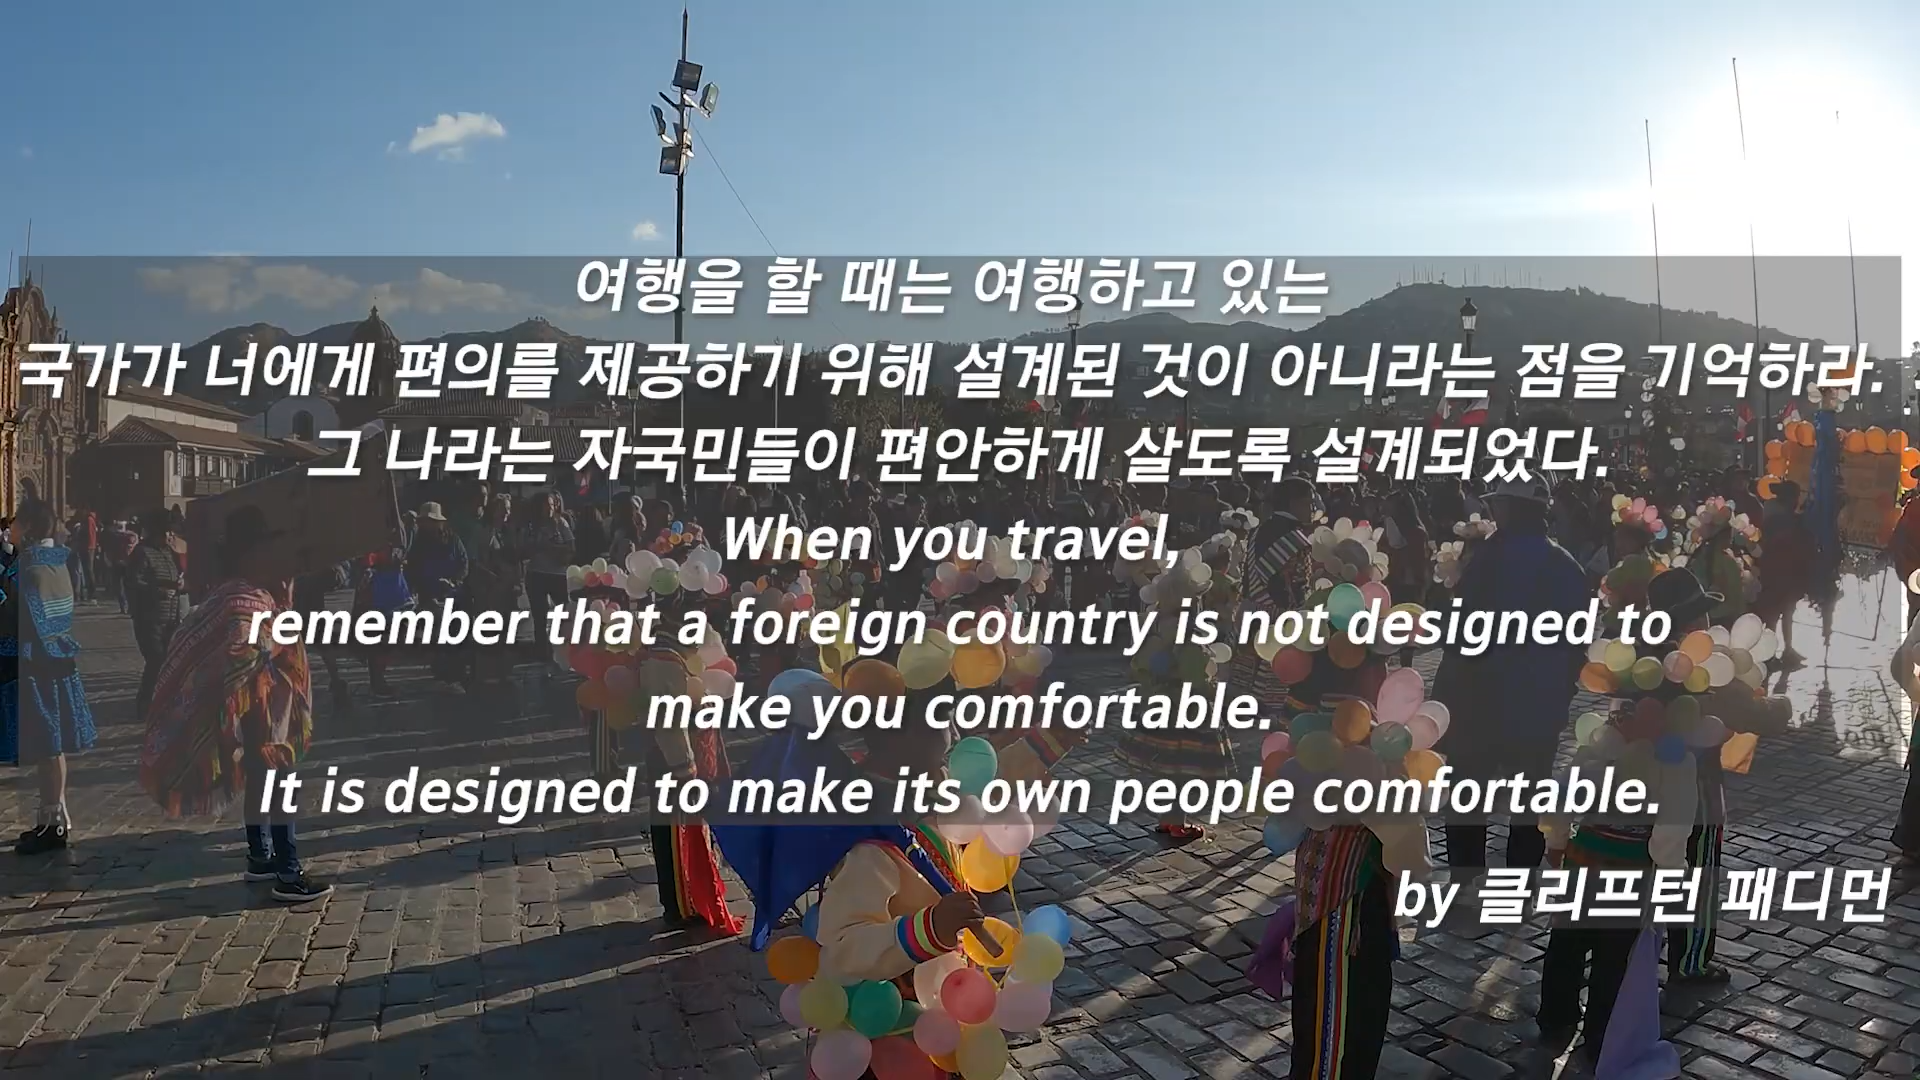 여행을 할 때는 여행하고 있는
국가가 너에게 편의를 제공하기 위해 설계된 것이 아니라는 점을 기억하라.
그 나라는 자국민들이 편안하게 살도록 설계되었다.
When you travel,
remember that a foreign country is not designed to
make you comfortable.
It is designed to make its own people comfortable.
by 클리프턴 패디먼